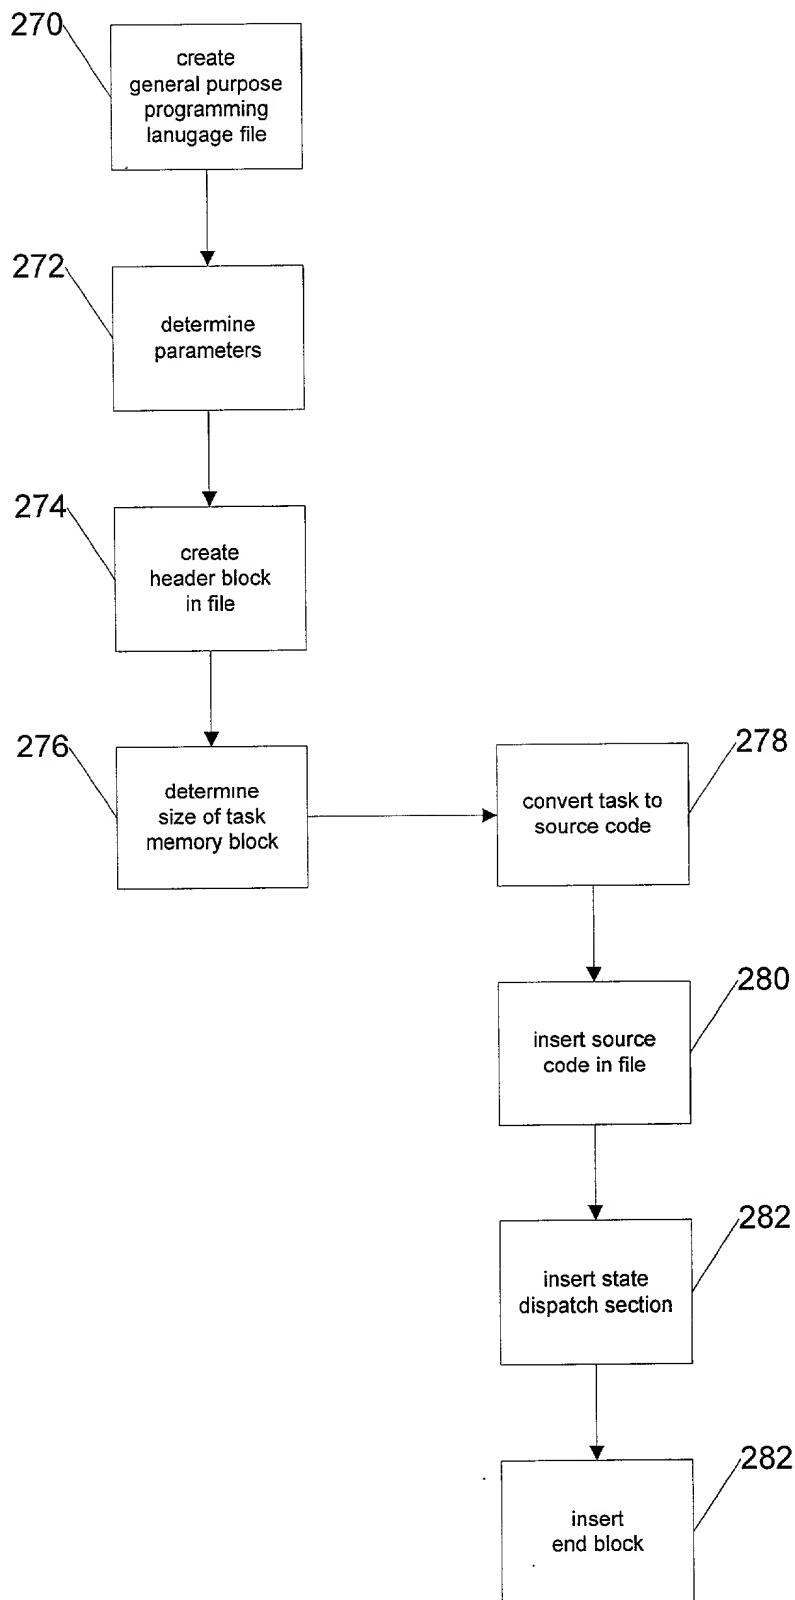 270
create
general purpose
programming
lanugage file
272
determine
parameters
274
create
header block
in file
276
determine
size of task
memory block
278
convert task to
source code
280
insert source
code in file
282
insert state
dispatch section
282
insert
end block